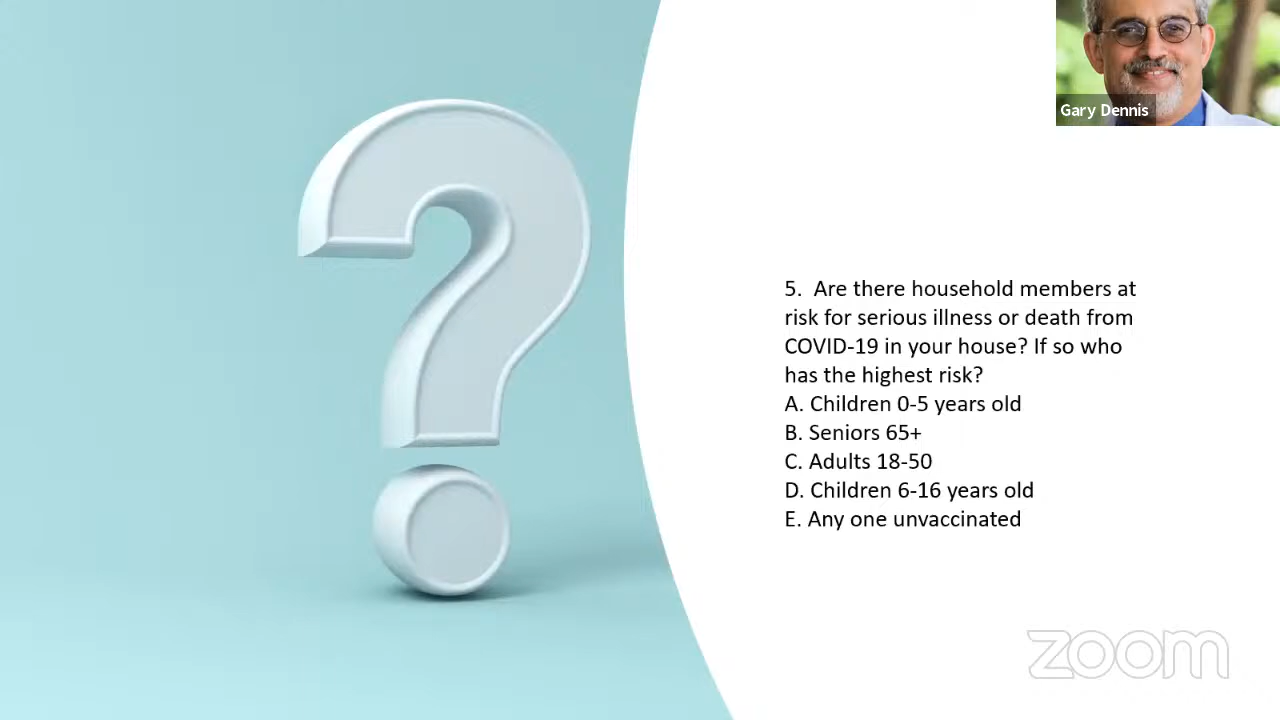 Gary Dennis
5. Are there household members at
risk for serious illness or death from
COVID-19 in your house? If so who
has the highest risk?
A. Children 0-5 years old
B. Seniors 65+
C. Adults 18-50
D. Children 6-16 years old
E. Any one unvaccinated
zoom